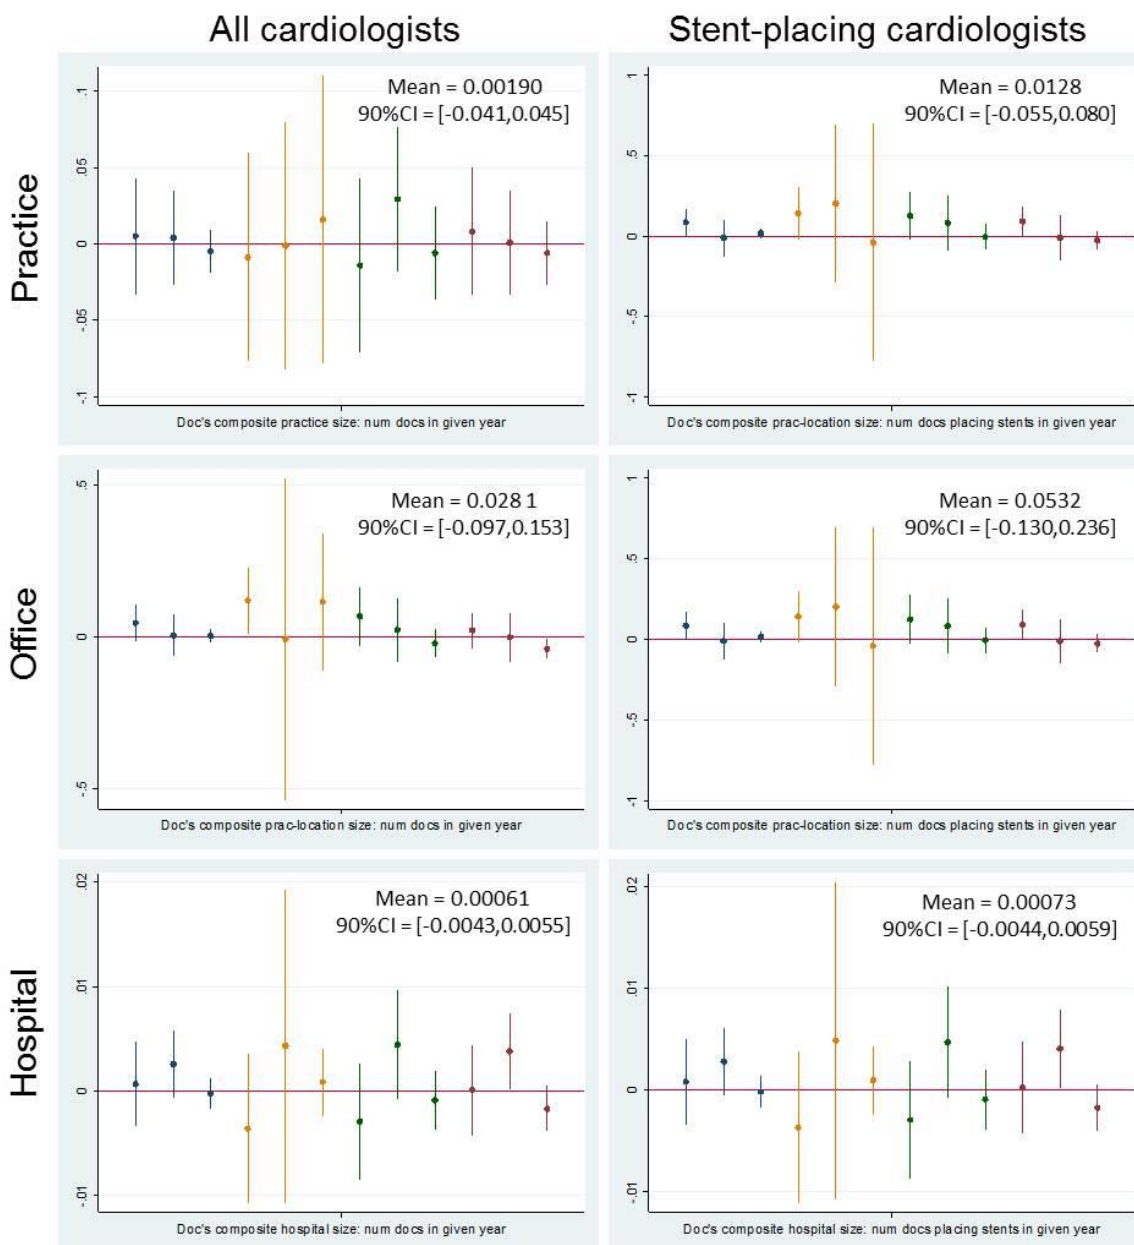 All cardiologists
Stent-placing cardiologists
Practice
.1
.05
0
-.05
-.1
Mean = 0.00190
90%CI = [-0.041,0.045]
Doc's composite practice size: num docs in given year
1
.5
0
-.5
-1
Mean = 0.0128
90%CI = [-0.055,0.080]
Doc's composite prac-location size: num docs placing stents in given year
Office
.5
0
-.5
Mean = 0.0281
90%CI = [-0.097,0.153]
Doc's composite prac-location size: num docs in given year
1
.5
0
-.5
-1
Mean = 0.0532
90%CI = [-0.130,0.236]
Doc's composite prac-location size: num docs placing stents in given year
Hospital
.02
.01
0
-.01
Mean = 0.00061
90%CI = [-0.0043,0.0055]
Doc's composite hospital size: num docs in given year
.02
.01
0
-.01
Mean = 0.00073
90%CI = [-0.0044,0.0059]
Doc's composite hospital size: num docs placing stents in given year